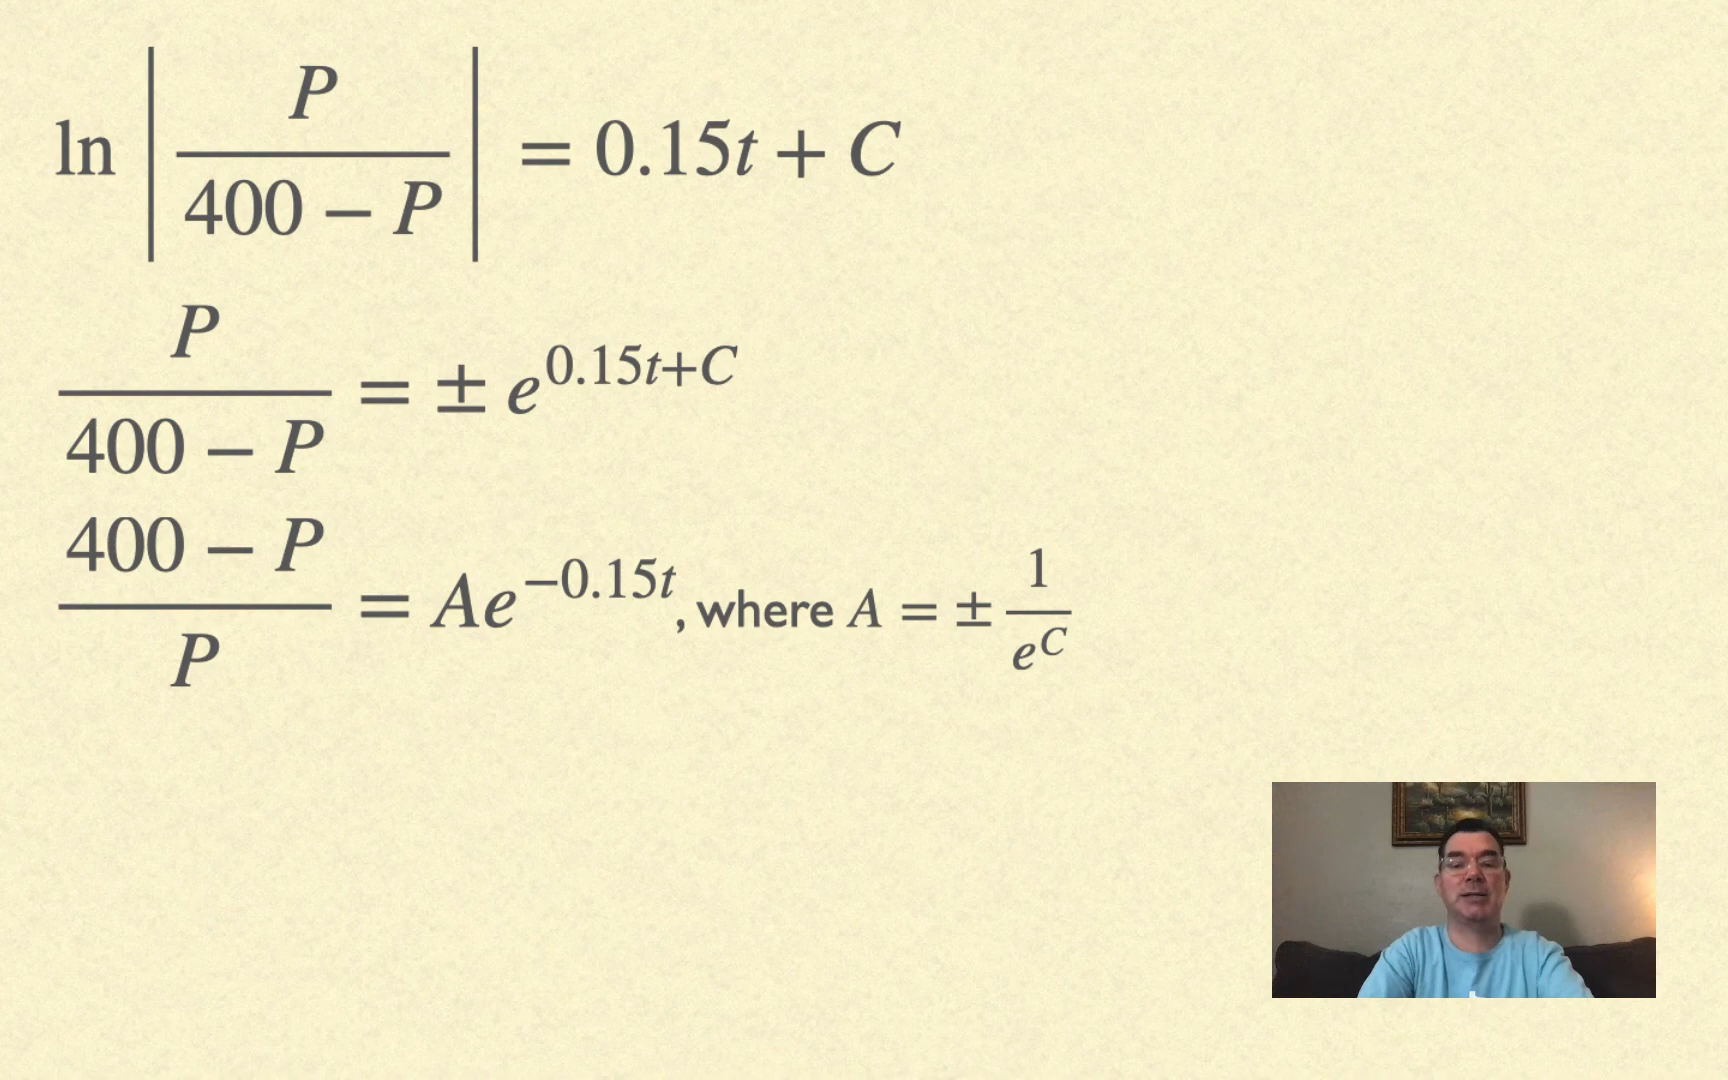 ln |P/(400 − P)| = 0.15t + C
P/(400 − P) = ± e^(0.15t+C)
(400 − P)/P = Ae^(−0.15t), where A = ± 1/e^C